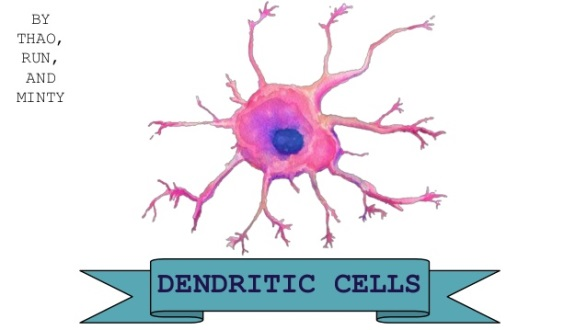 BY
THAO,
RUN,
AND
MINTY
DENDRITIC CELLS